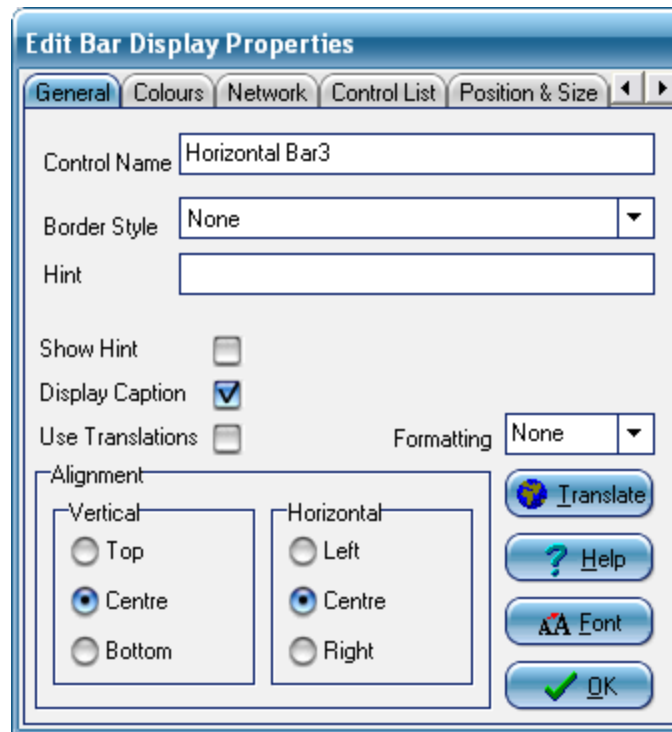 Edit Bar Display Properties
General Colours Network Control List Position & Size
Control Name Horizontal Bar3
Border Style None
Hint
Show Hint
Display Caption
Use Translations Formatting None
Alignment
Vertical Horizontal
Top Left
Centre Centre
Bottom Right
Translate
Help
Font
OK